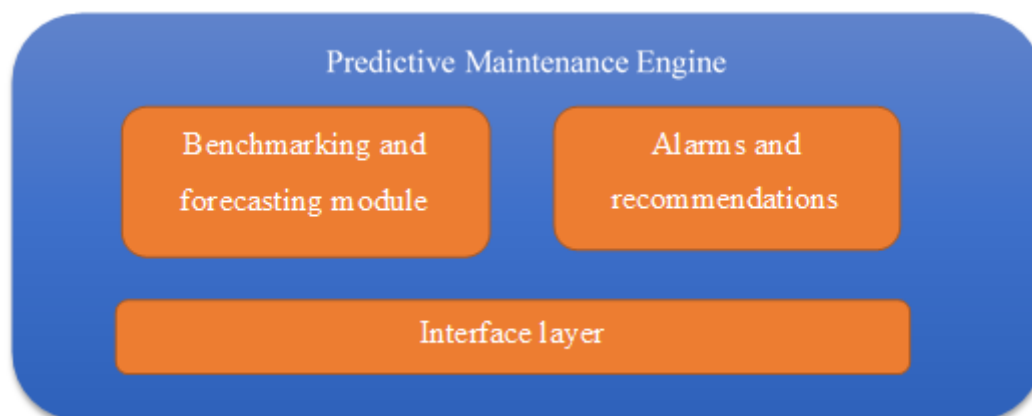 Predictive Maintenance Engine
Benchmarking and
forecasting module
Alarms and
recommendations
Interface layer